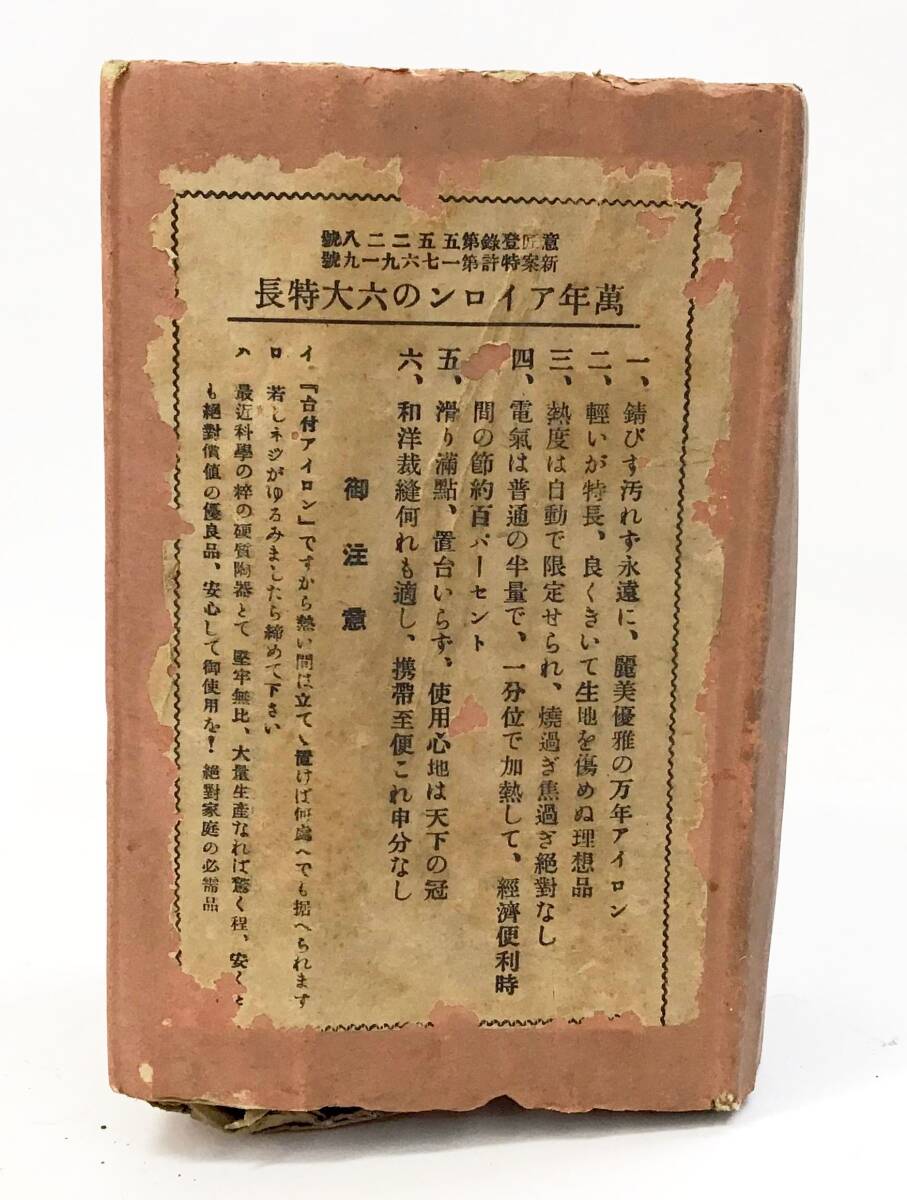 意匠登錄第五五二二八號
新案特許第一七六九一九號
萬年アイロンの六大特長
一、錆びす汚れず永遠に、麗美優雅の万年アイロン
二、輕いが特長、良くきいて生地を傷めぬ理想品
三、熱度は自動で限定せられ、燒過ぎ焦過ぎ絕對なし
四、電氣は普通の半量で、一分位で加熱して、經濟便利時
間の節約百パーセント
五、滑り滿點、置台いらず、使用心地は天下の冠
六、和洋裁縫何れも適し、携帶至便これ申分なし
御注意
イ、『台付アイロン』ですから熱い間は立てゝ置けば何處へでも据へられます
ロ 若しネジがゆるみましたら締めて下さい
ハ 最近科學の粹の硬質陶器とて、堅牢無比、大量生產なれば驚く程、安くと
も絕對價値の優良品、安心して御使用を！絕對家庭の必需品